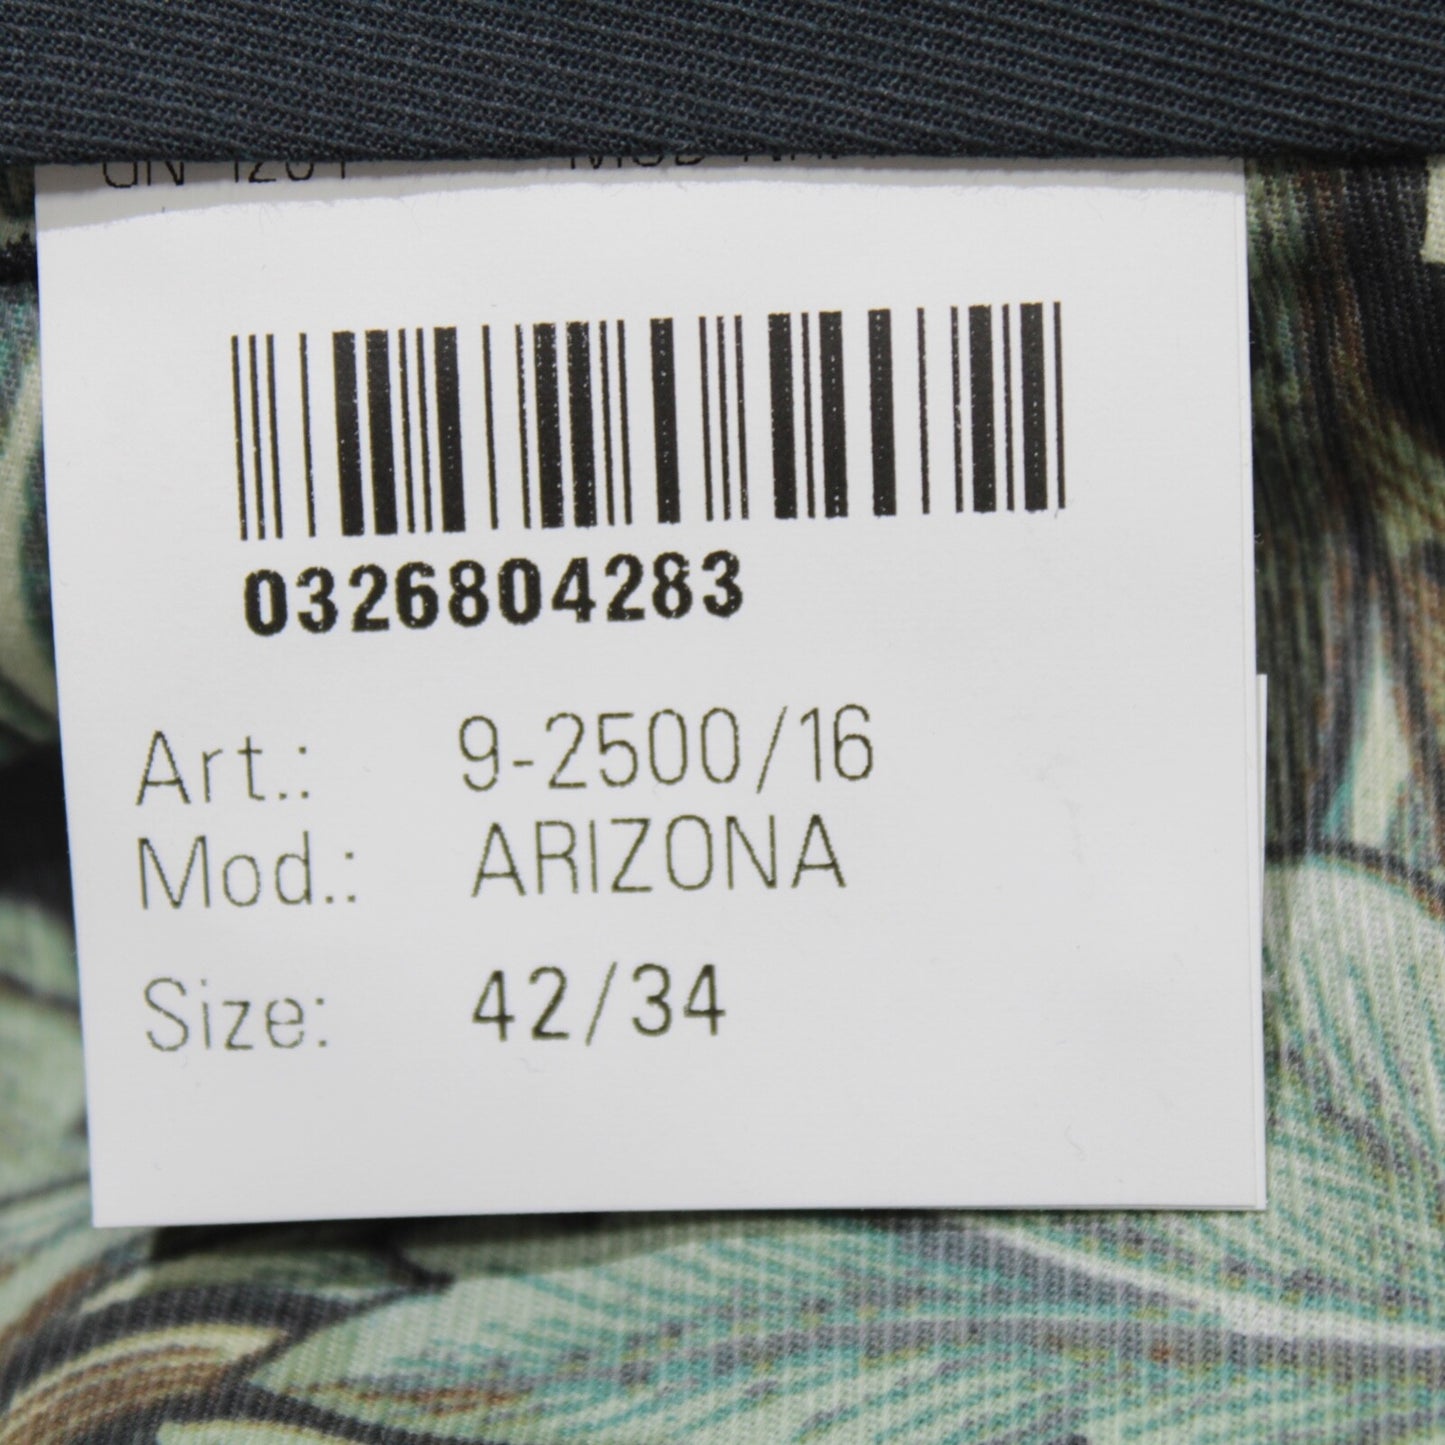 0326804283
Art.: 9-2500/16
Mod.: ARIZONA
Size: 42/34